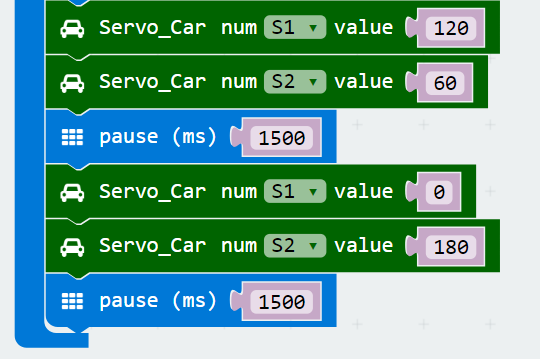 Servo_Car num S1 value 120
Servo_Car num S2 value 60
pause (ms) 1500
Servo_Car num S1 value 0
Servo_Car num S2 value 180
pause (ms) 1500